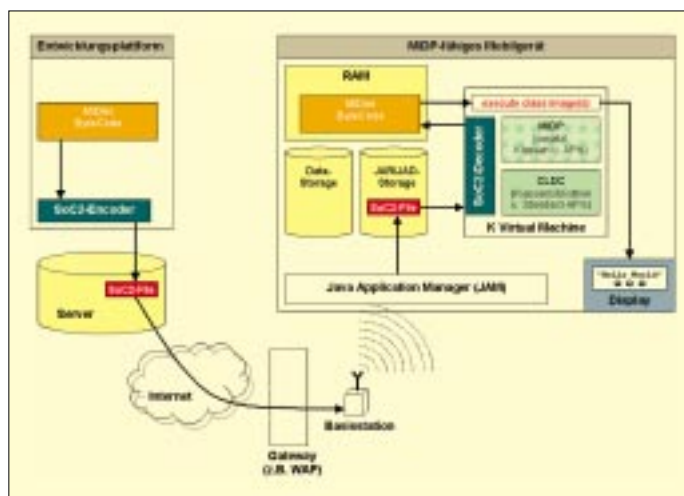 Entwicklungsplattform
MIDlet
ByteCode
SoC2-Encoder
SoC2-File
Server
Internet
Gateway
(z.B. WAP)
Basisstation
MIDP-fähiges Mobilgerät
RAM
MIDlet
ByteCode
Data-
Storage
JAR/JAD-
Storage
SoC2-File
SoC2-Decoder
execute class image(s)
MIDP
CLDC
K Virtual Machine
Java Application Manager (JAM)
"Hello World"
Display